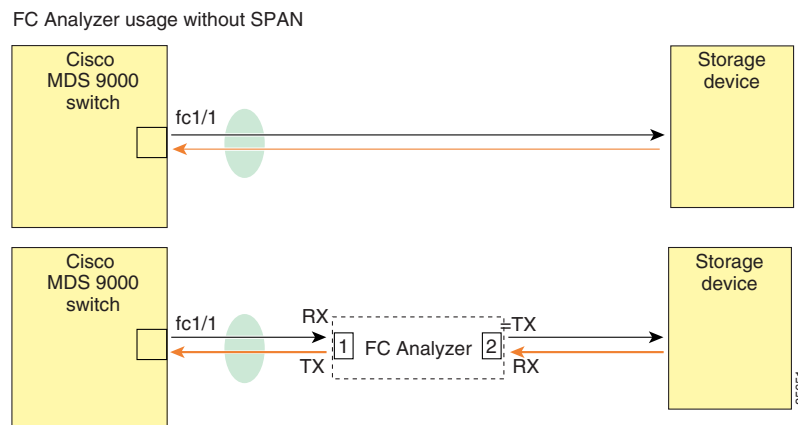 FC Analyzer usage without SPAN
Cisco
MDS 9000
switch
Storage
device
fc1/1
Cisco
MDS 9000
switch
Storage
device
fc1/1
RX
TX
1
FC Analyzer
2
TX
RX